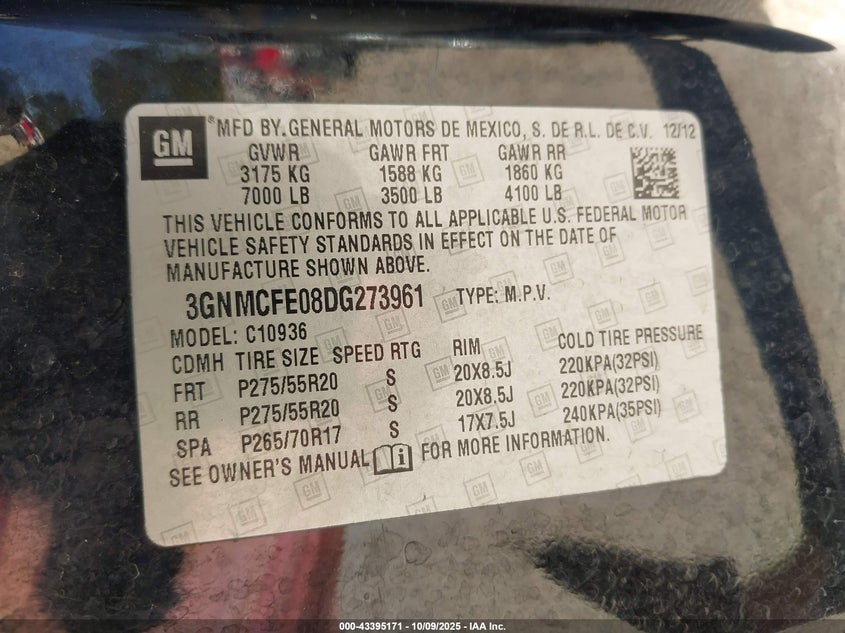 GM ® MFD BY. GENERAL MOTORS DE MEXICO, S. DE R.L. DE C.V. 12/12
GVWR GAWR FRT GAWR RR
3175 KG 1588 KG 1860 KG
7000 LB 3500 LB 4100 LB
THIS VEHICLE CONFORMS TO ALL APPLICABLE U.S. FEDERAL MOTOR
VEHICLE SAFETY STANDARDS IN EFFECT ON THE DATE OF
MANUFACTURE SHOWN ABOVE.
3GNMCFE08DG273961 TYPE: M.P.V.
MODEL: C10936
CDMH TIRE SIZE SPEED RTG RIM COLD TIRE PRESSURE
FRT P275/55R20 S 20X8.5J 220KPA(32PSI)
RR P275/55R20 S 20X8.5J 220KPA(32PSI)
SPA P265/70R17 S 17X7.5J 240KPA(35PSI)
SEE OWNER'S MANUAL i FOR MORE INFORMATION.
000-43395171 - 10/09/2025 - IAA Inc.